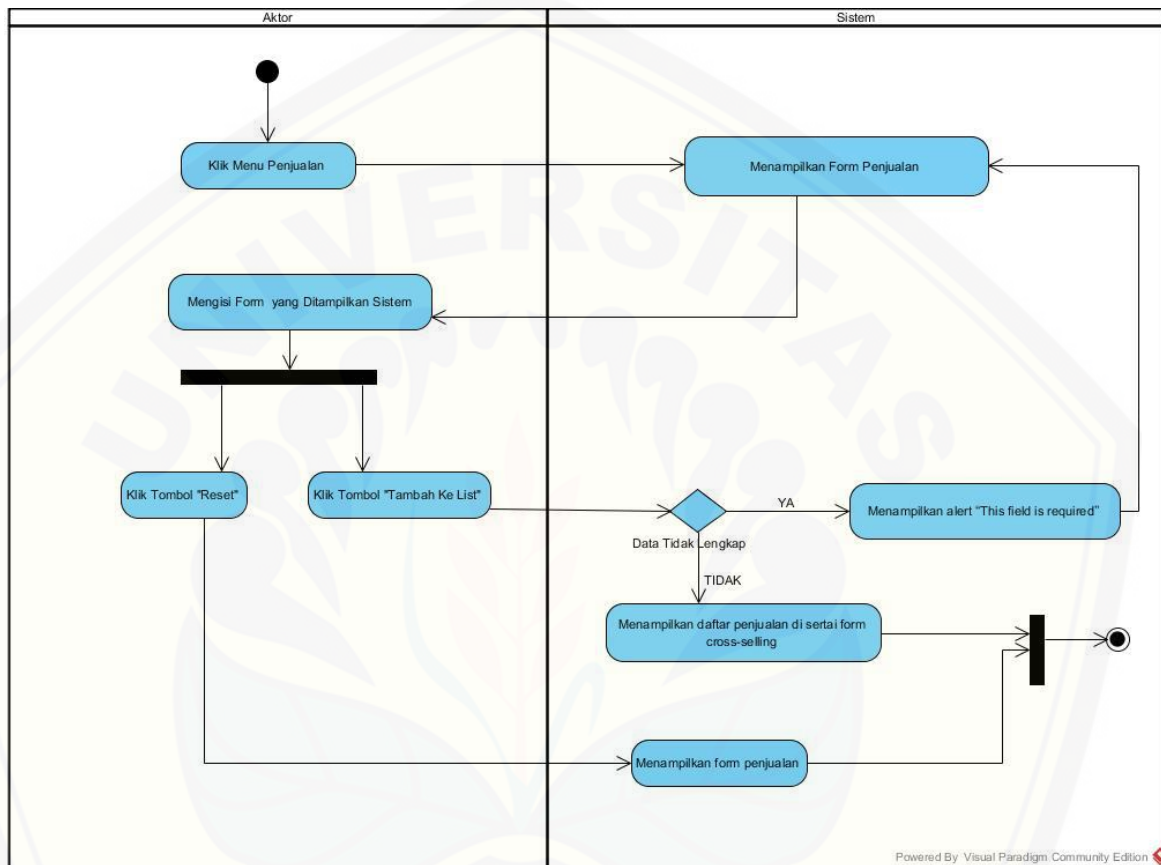 Aktor
Sistem
Klik Menu Penjualan
Menampilkan Form Penjualan
Mengisi Form yang Ditampilkan Sistem
Klik Tombol "Reset"
Klik Tombol "Tambah Ke List"
YA
Menampilkan alert “This field is required”
Data Tidak Lengkap
TIDAK
Menampilkan daftar penjualan di sertai form
cross-selling
Menampilkan form penjualan
UNIVERSITAS
Powered By Visual Paradigm Community Edition